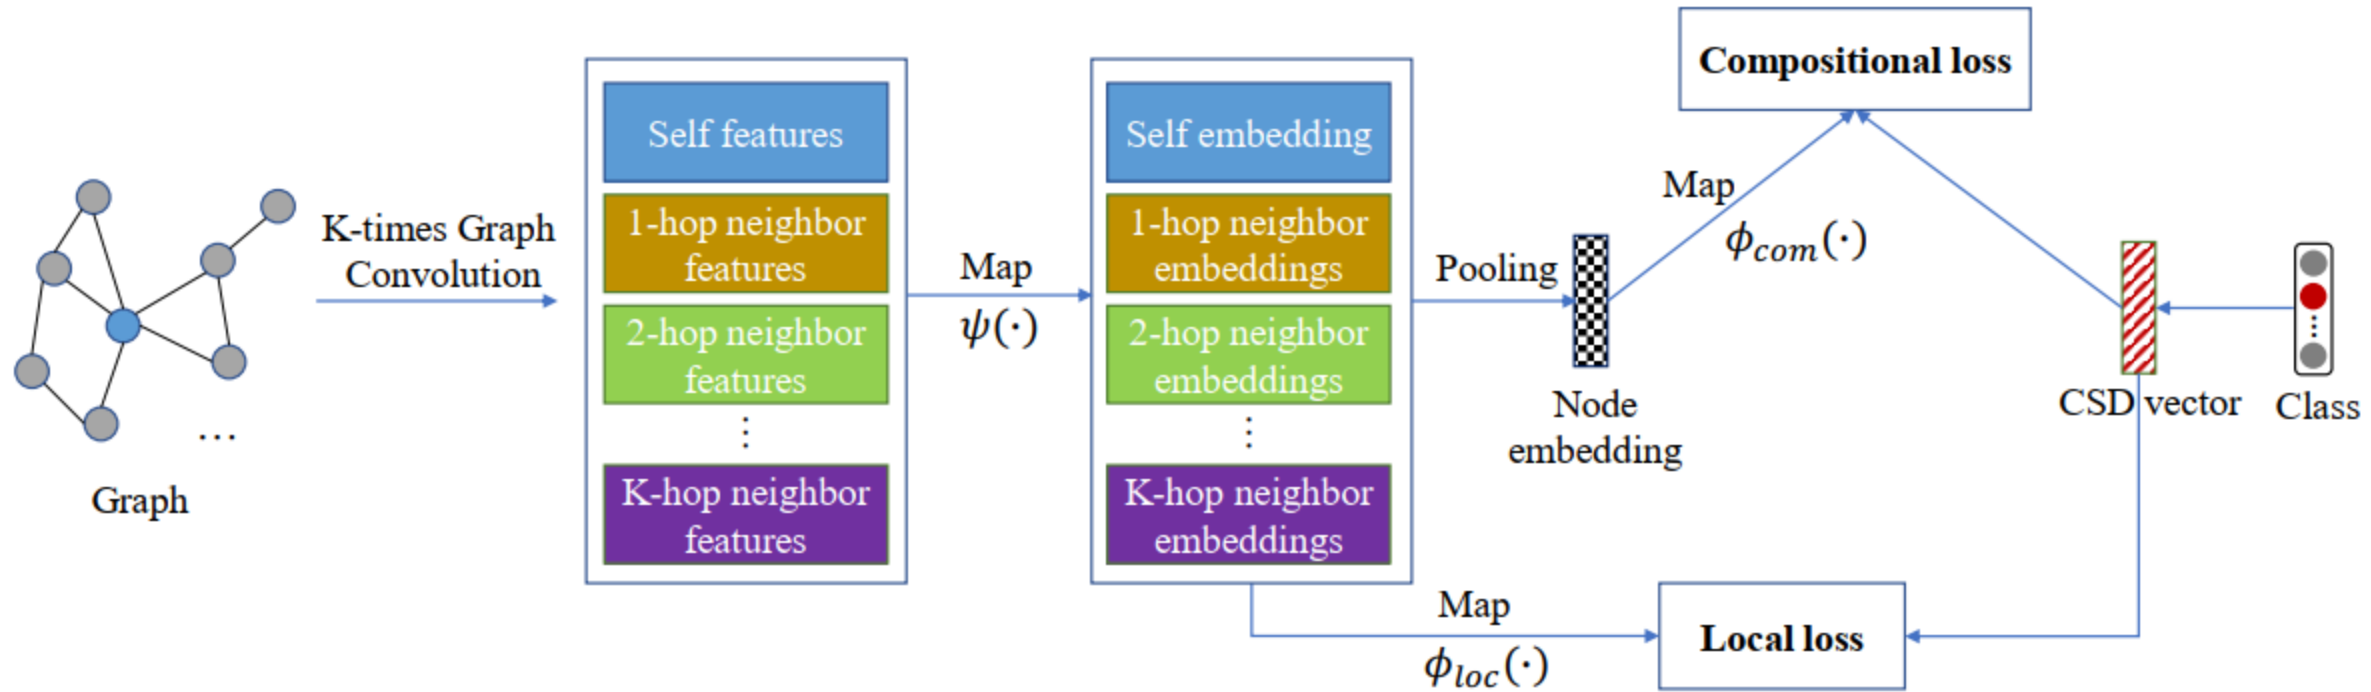 Compositional loss
Self features
Self embedding
Map
K-times Graph
Convolution
1-hop neighbor
features
1-hop neighbor
embeddings
ϕ_com(·)
Map
ψ(·)
Pooling
2-hop neighbor
features
2-hop neighbor
embeddings
⋮
⋮
⋮
Node
embedding
CSD vector
Class
…
Graph
K-hop neighbor
features
K-hop neighbor
embeddings
Map
ϕ_loc(·)
Local loss